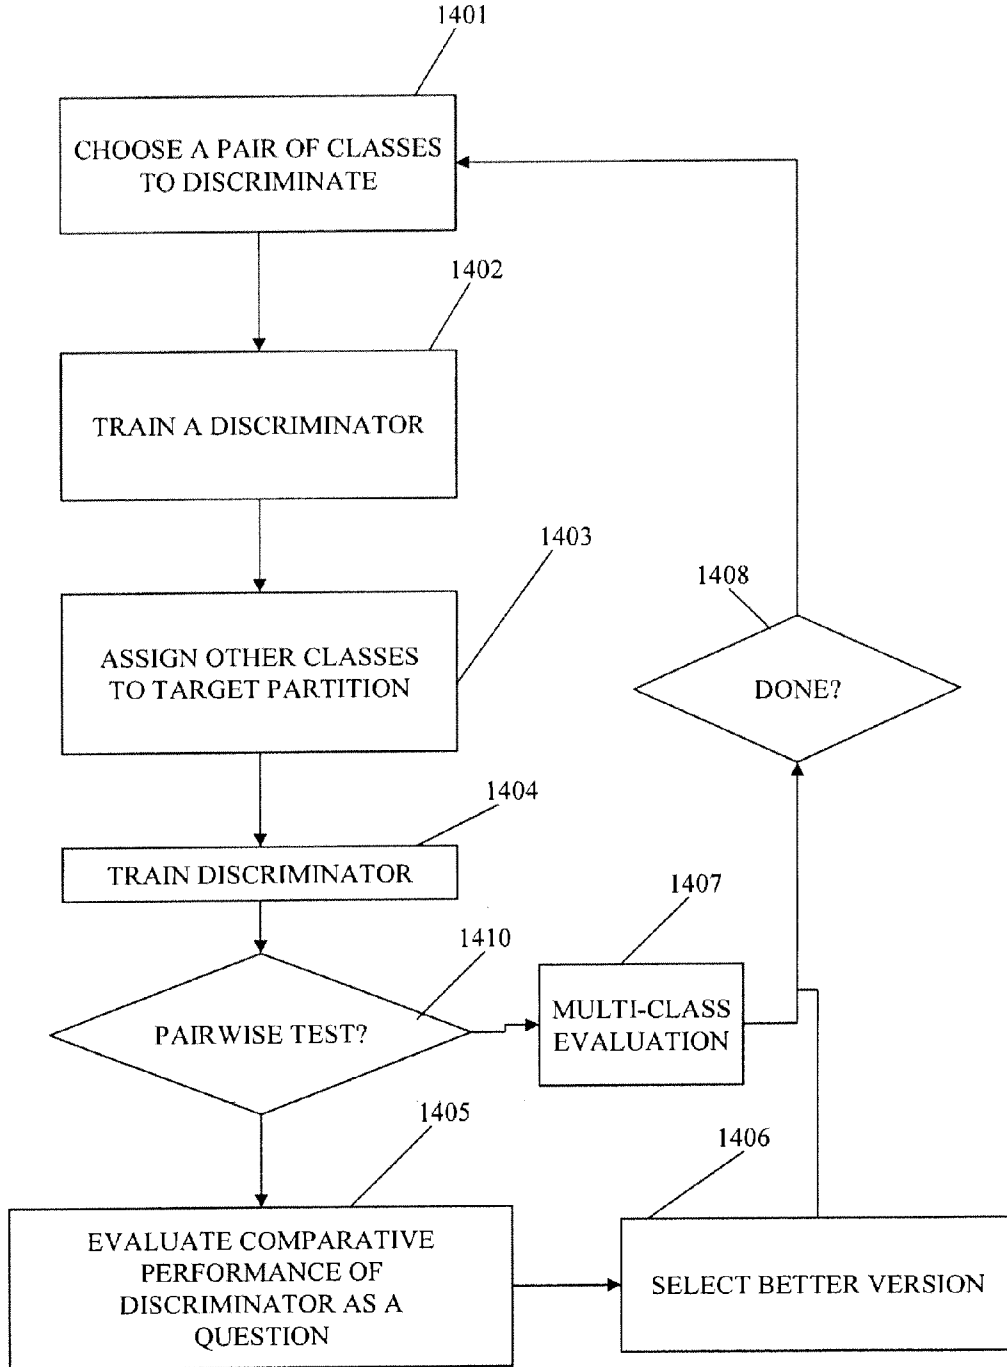 1401
CHOOSE A PAIR OF CLASSES
TO DISCRIMINATE
1402
TRAIN A DISCRIMINATOR
1403
ASSIGN OTHER CLASSES
TO TARGET PARTITION
1408
DONE?
1404
TRAIN DISCRIMINATOR
1407
MULTI-CLASS
EVALUATION
1410
PAIRWISE TEST?
1405
EVALUATE COMPARATIVE
PERFORMANCE OF
DISCRIMINATOR AS A
QUESTION
1406
SELECT BETTER VERSION